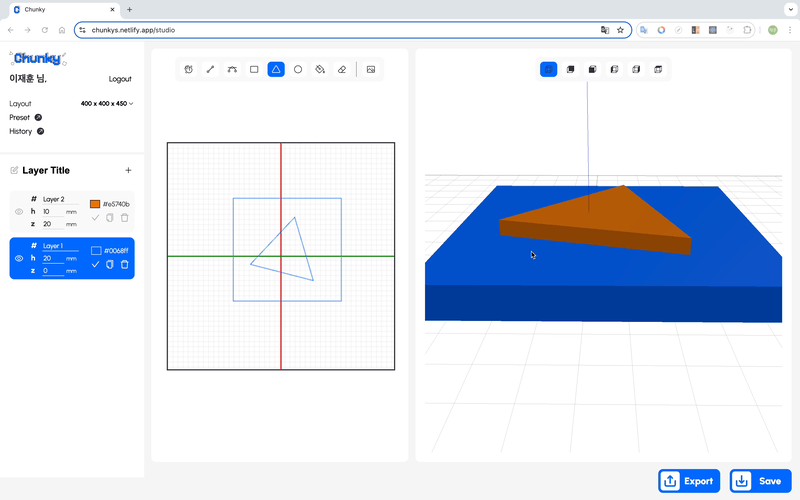 Chunky
chunkys.netlify.app/studio
Chunky
이재훈 님,
Logout
Layout
400 x 400 x 450
Preset
History
Layer Title
# Layer 2
#e5740b
h 10 mm
z 20 mm
# Layer 1
#0068ff
h 20 mm
z 0 mm
Export
Save